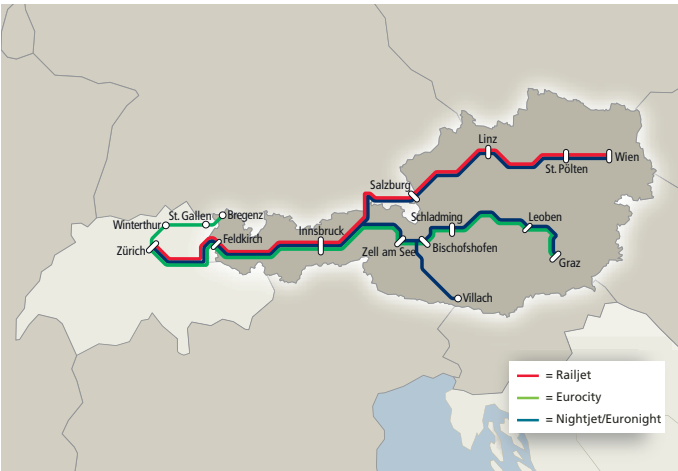 Linz
St. Pölten
Wien
Salzburg
St. Gallen
Bregenz
Winterthur
Schladming
Leoben
Zürich
Feldkirch
Innsbruck
Zell am See
Bischofshofen
Graz
Villach
= Railjet
= Eurocity
= Nightjet/Euronight